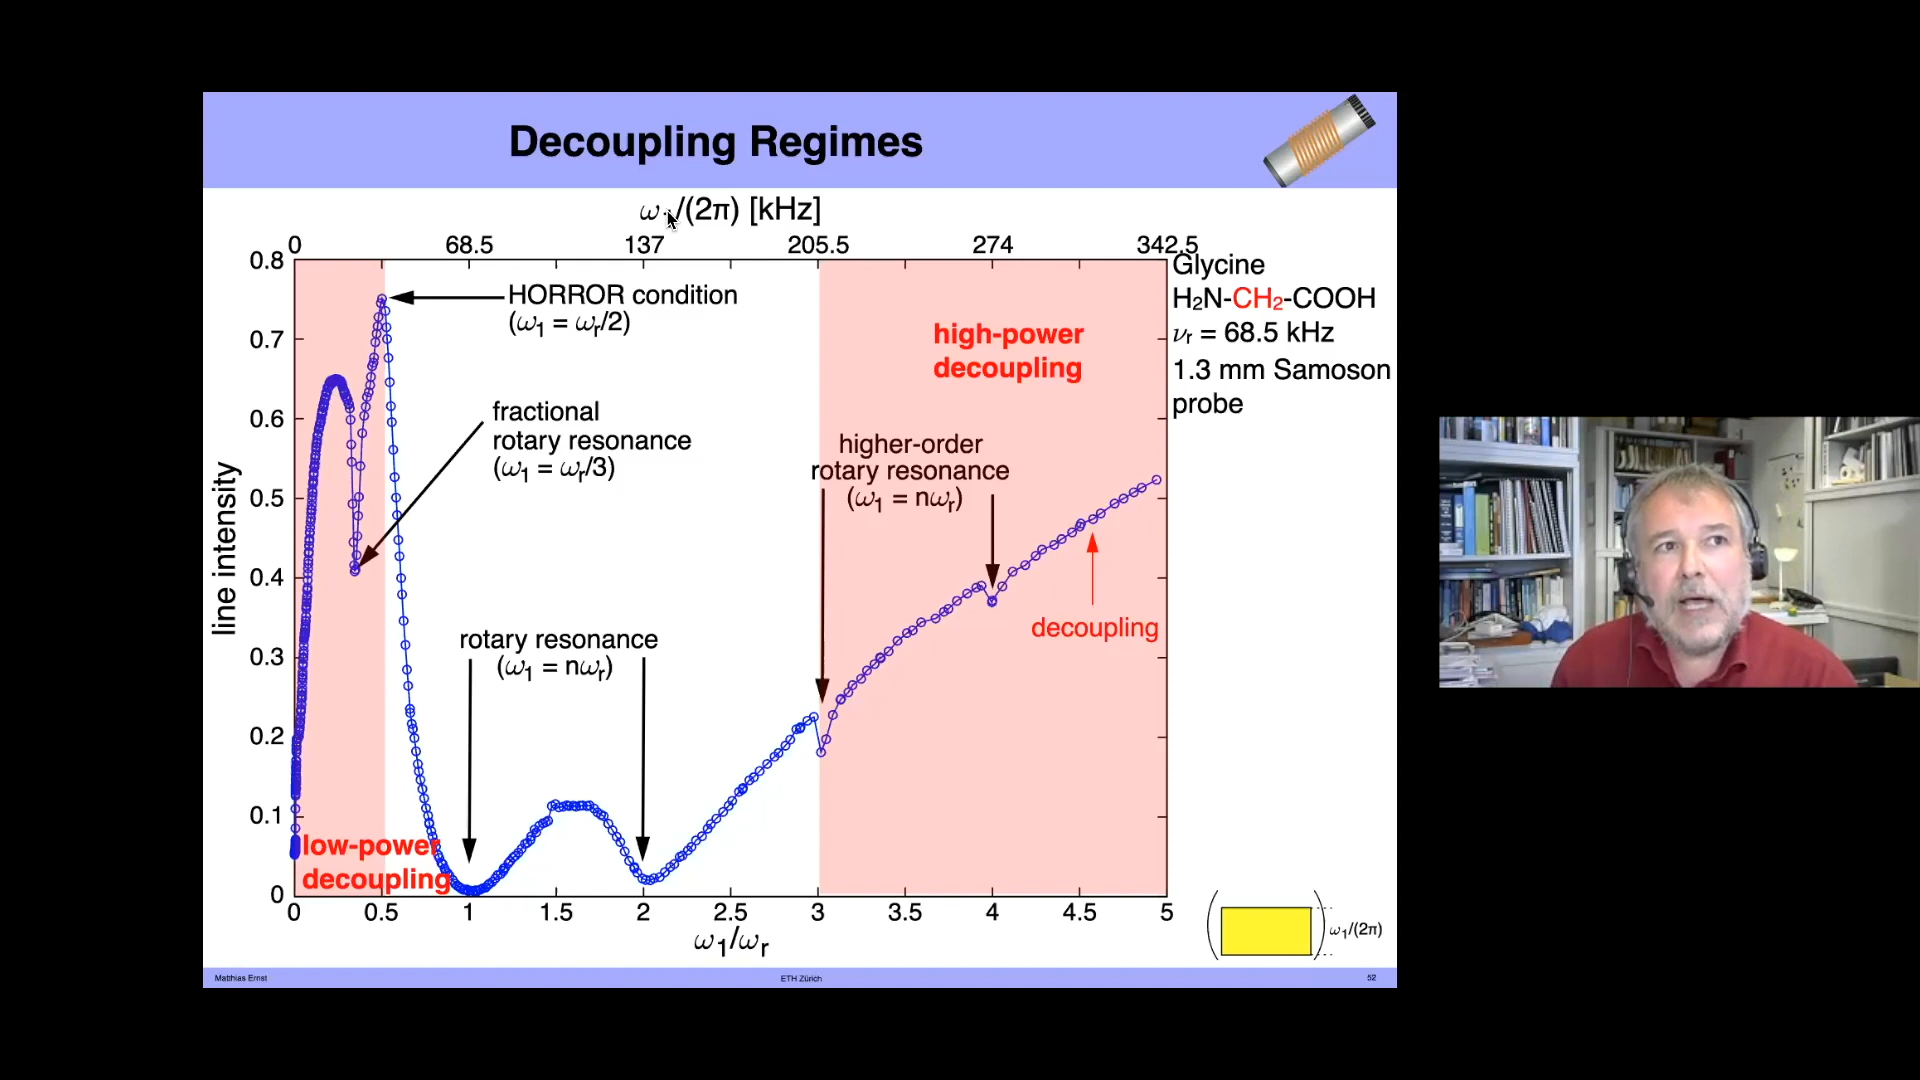 Decoupling Regimes
ω₁/(2π) [kHz]
0 68.5 137 205.5 274 342.5
0.8
0.7
0.6
0.5
0.4
0.3
0.2
0.1
0
line intensity
HORROR condition
(ω₁ = ωᵣ/2)
fractional
rotary resonance
(ω₁ = ωᵣ/3)
rotary resonance
(ω₁ = nωᵣ)
higher-order
rotary resonance
(ω₁ = nωᵣ)
high-power
decoupling
decoupling
low-power
decoupling
0 0.5 1 1.5 2 2.5 3 3.5 4 4.5 5
ω₁/ωᵣ
Glycine
H₂N-CH₂-COOH
νᵣ = 68.5 kHz
1.3 mm Samoson
probe
ω₁/(2π)
Matthias Ernst
ETH Zürich
52